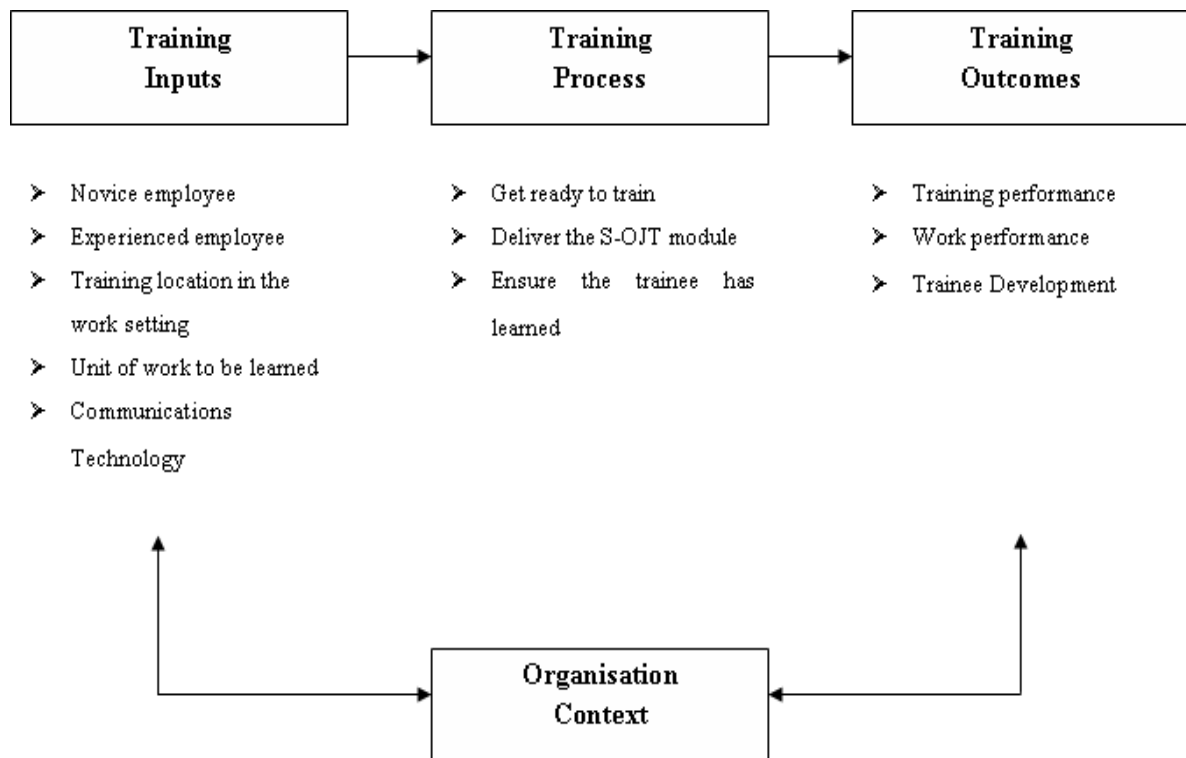 Training
Inputs
Training
Process
Training
Outcomes
➤ Novice employee
➤ Experienced employee
➤ Training location in the
work setting
➤ Unit of work to be learned
➤ Communications
Technology
➤ Get ready to train
➤ Deliver the S-OJT module
➤ Ensure the trainee has
learned
➤ Training performance
➤ Work performance
➤ Trainee Development
Organisation
Context